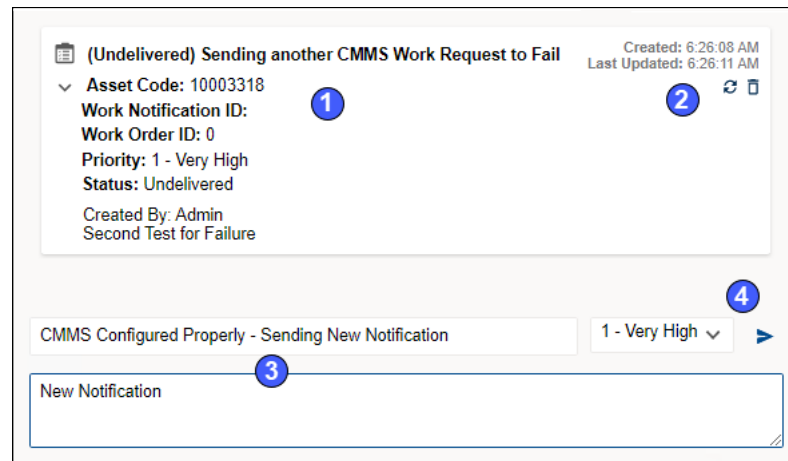 (Undelivered) Sending another CMMS Work Request to Fail
Created: 6:26:08 AM
Last Updated: 6:26:11 AM
Asset Code: 10003318
1
2
Work Notification ID:
Work Order ID: 0
Priority: 1 - Very High
Status: Undelivered
Created By: Admin
Second Test for Failure
4
CMMS Configured Properly - Sending New Notification
1 - Very High
3
New Notification